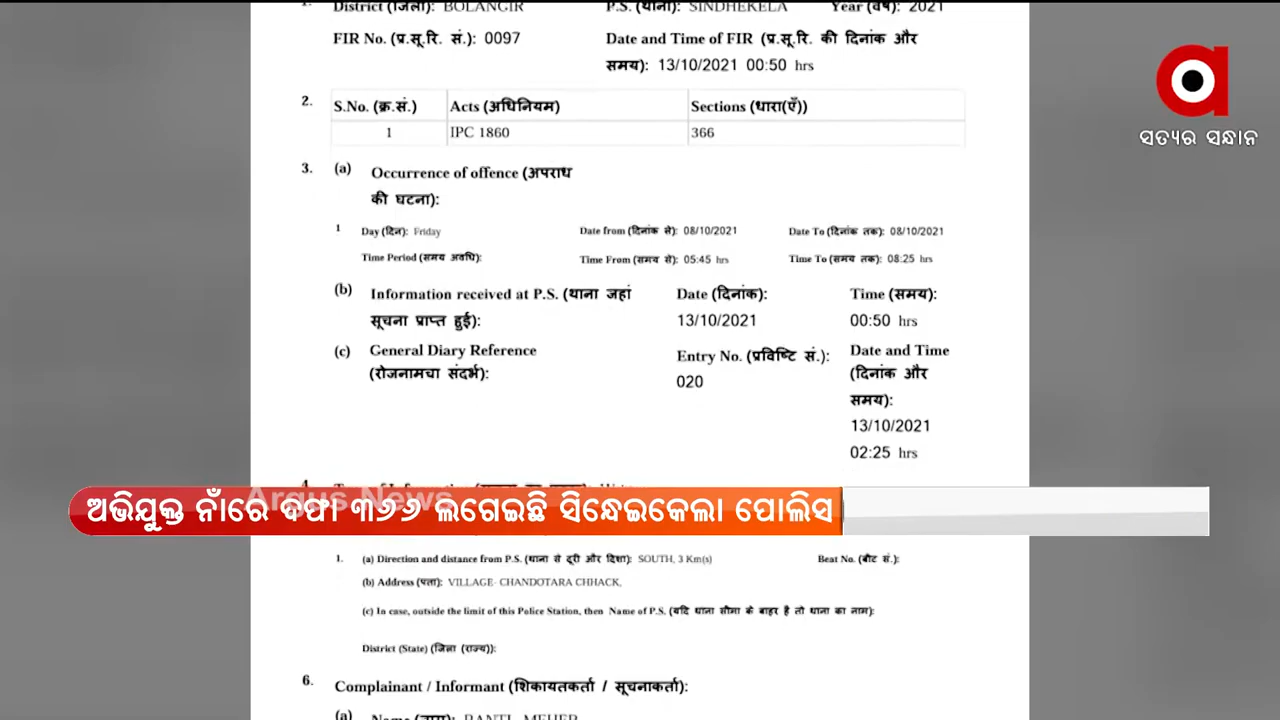 1. District (जिला): BOLANGIR P.S. (थाना): SINDHEKELA Year (वर्ष): 2021
FIR No. (प्र.सू.रि. सं.): 0097 Date and Time of FIR (प्र.सू.रि. की दिनांक और
समय): 13/10/2021 00:50 hrs
ସତ୍ୟର ସନ୍ଧାନ
2. S.No. (क्र.सं.) Acts (अधिनियम) Sections (धारा(एँ))
1 IPC 1860 366
3. (a) Occurrence of offence (अपराध
की घटना):
1 Day (दिन): Friday Date from (दिनांक से): 08/10/2021 Date To (दिनांक तक): 08/10/2021
Time Period (समय अवधि): Time From (समय से): 05:45 hrs Time To (समय तक): 08:25 hrs
(b) Information received at P.S. (थाना जहां Date (दिनांक): Time (समय):
सूचना प्राप्त हुई): 13/10/2021 00:50 hrs
(c) General Diary Reference Entry No. (प्रविष्टि सं.): Date and Time
(रोजनामचा संदर्भ): 020 (दिनांक और
समय):
13/10/2021
02:25 hrs
4.
Argus News
ଅଭିଯୁକ୍ତ ନାଁରେ ଦଫା ୩୬୬ ଲଗେଇଛି ସିନ୍ଧେଇକେଲା ପୋଲିସ
1. (a) Direction and distance from P.S. (थाना से दूरी और दिशा): SOUTH, 3 Km(s) Beat No. (बीट सं.):
(b) Address (पता): VILLAGE- CHANDOTARA CHHACK,
(c) In case, outside the limit of this Police Station, then Name of P.S. (यदि थाना सीमा के बाहर है तो थाना का नाम):
District (State) (जिला (राज्य)):
6. Complainant / Informant (शिकायतकर्ता / सूचनाकर्ता):
(a) Name (नाम): MEHER